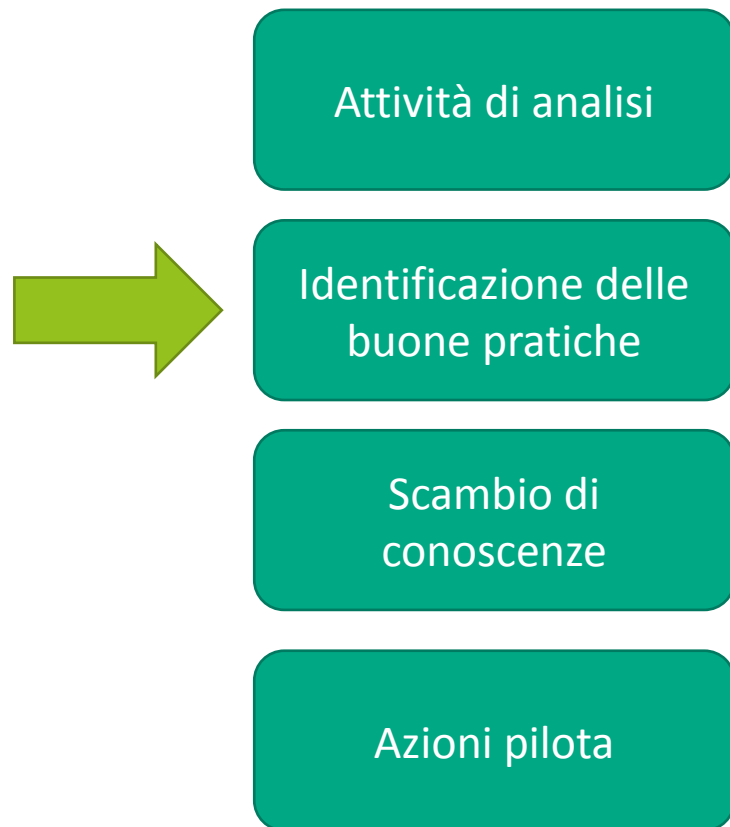 Attività di analisi
Identificazione delle
buone pratiche
Scambio di
conoscenze
Azioni pilota